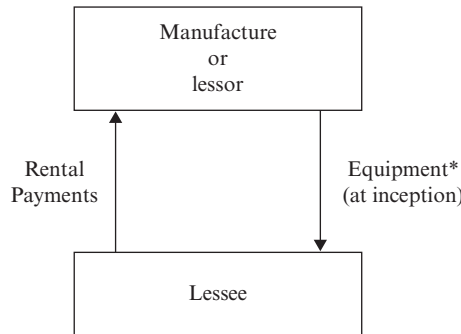 Manufacture
or
lessor
Rental
Payments
Equipment*
(at inception)
Lessee